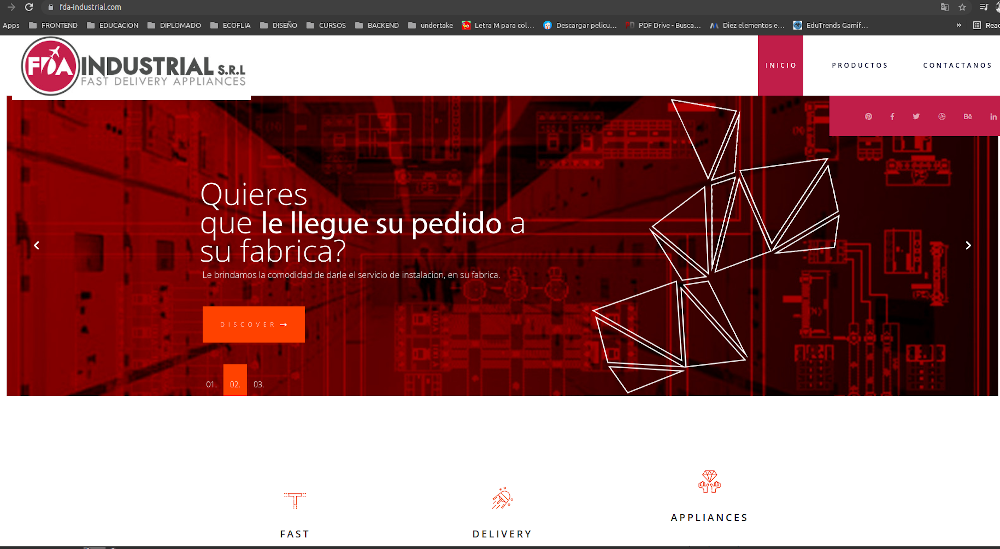 fda-industrial.com
Apps FRONTEND EDUCACION DIPLOMADO ECOFLIA DISEÑO CURSOS BACKEND undertake Letra M para col... Descargar pelicu... PDF Drive - Busca... Diez elementos e... EduTrends Gamif... » Reac
FDA INDUSTRIAL S.R.L
FAST DELIVERY APPLIANCES
INICIO PRODUCTOS CONTACTANOS
Quieres
que le llegue su pedido a
su fabrica?
Le brindamos la comodidad de darle el servicio de instalacion, en su fabrica.
DISCOVER →
01. 02. 03.
FAST
DELIVERY
APPLIANCES